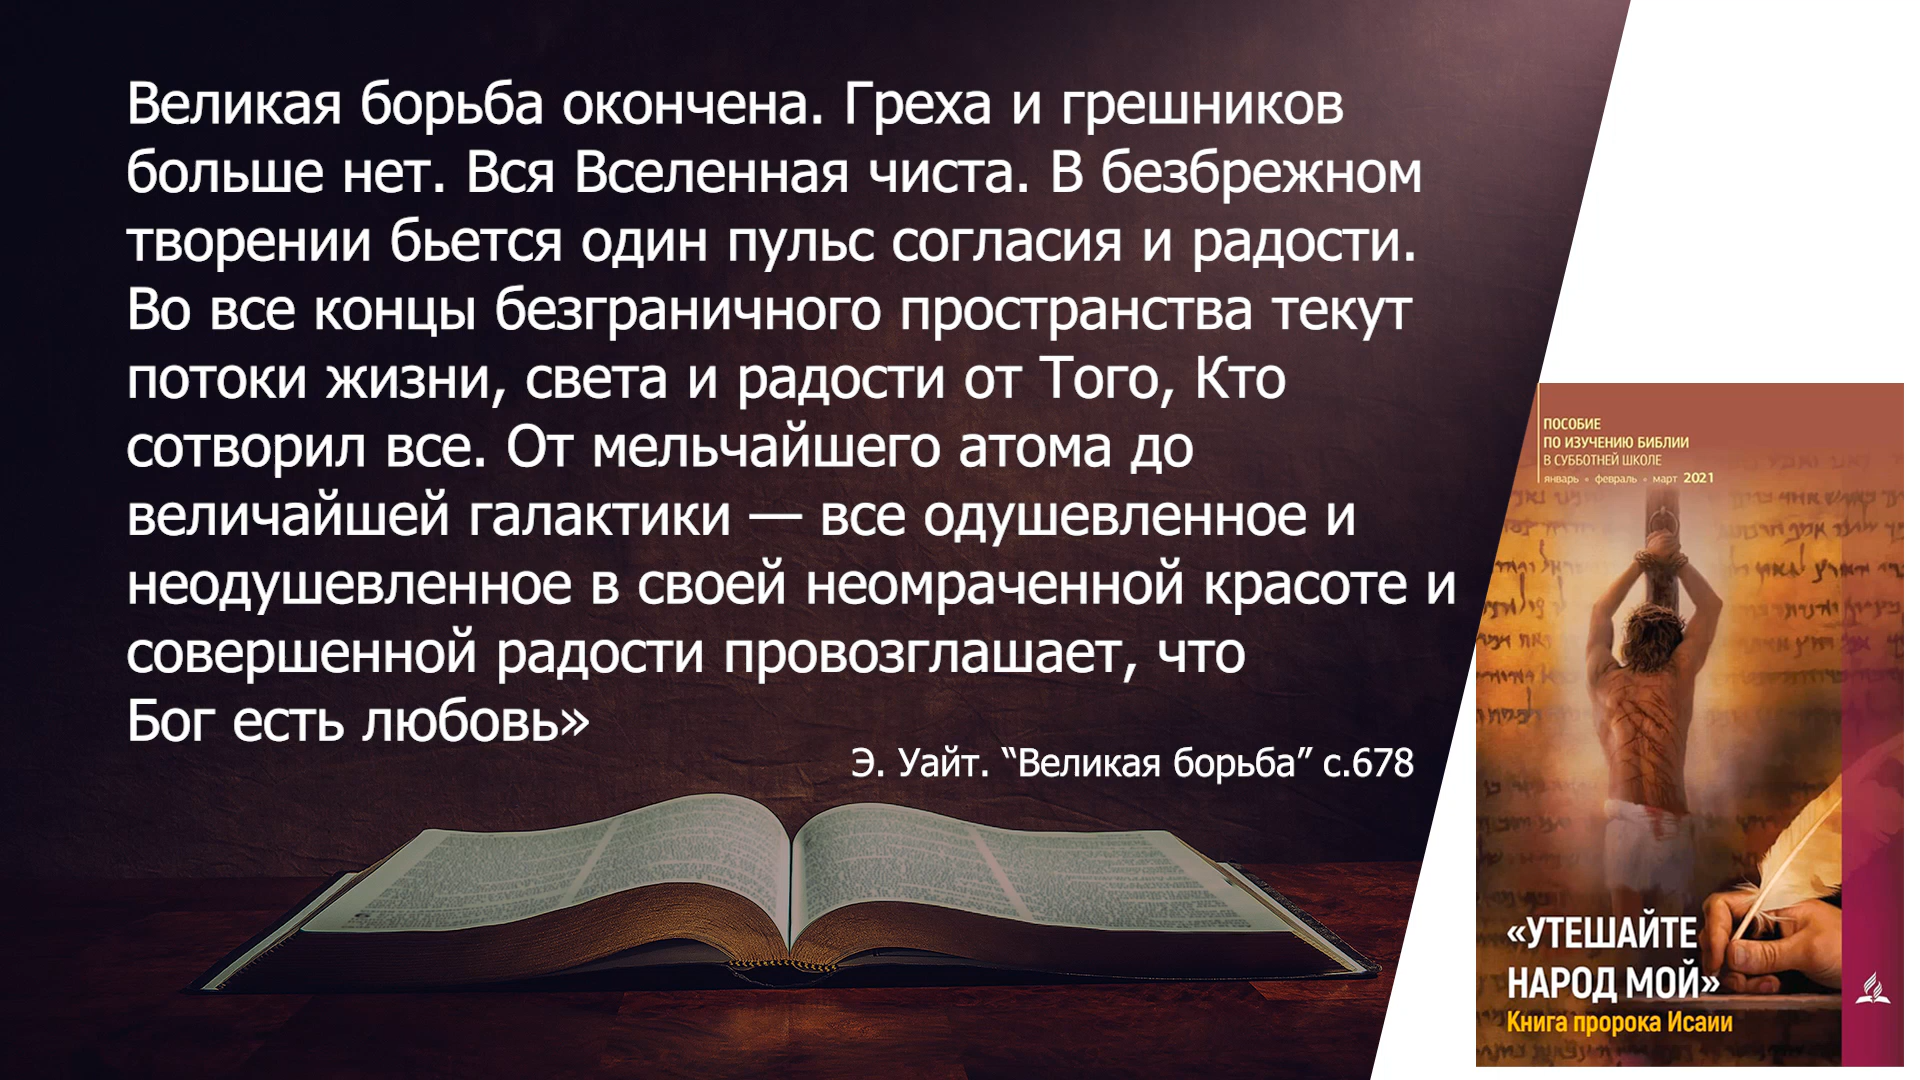 Великая борьба окончена. Греха и грешников
больше нет. Вся Вселенная чиста. В безбрежном
творении бьется один пульс согласия и радости.
Во все концы безграничного пространства текут
потоки жизни, света и радости от Того, Кто
сотворил все. От мельчайшего атома до
величайшей галактики — все одушевленное и
неодушевленное в своей неомраченной красоте и
совершенной радости провозглашает, что
Бог есть любовь»
Э. Уайт. “Великая борьба” с.678
ПОСОБИЕ
ПО ИЗУЧЕНИЮ БИБЛИИ
В СУББОТНЕЙ ШКОЛЕ
январь • февраль • март 2021
«УТЕШАЙТЕ
НАРОД МОЙ»
Книга пророка Исаии